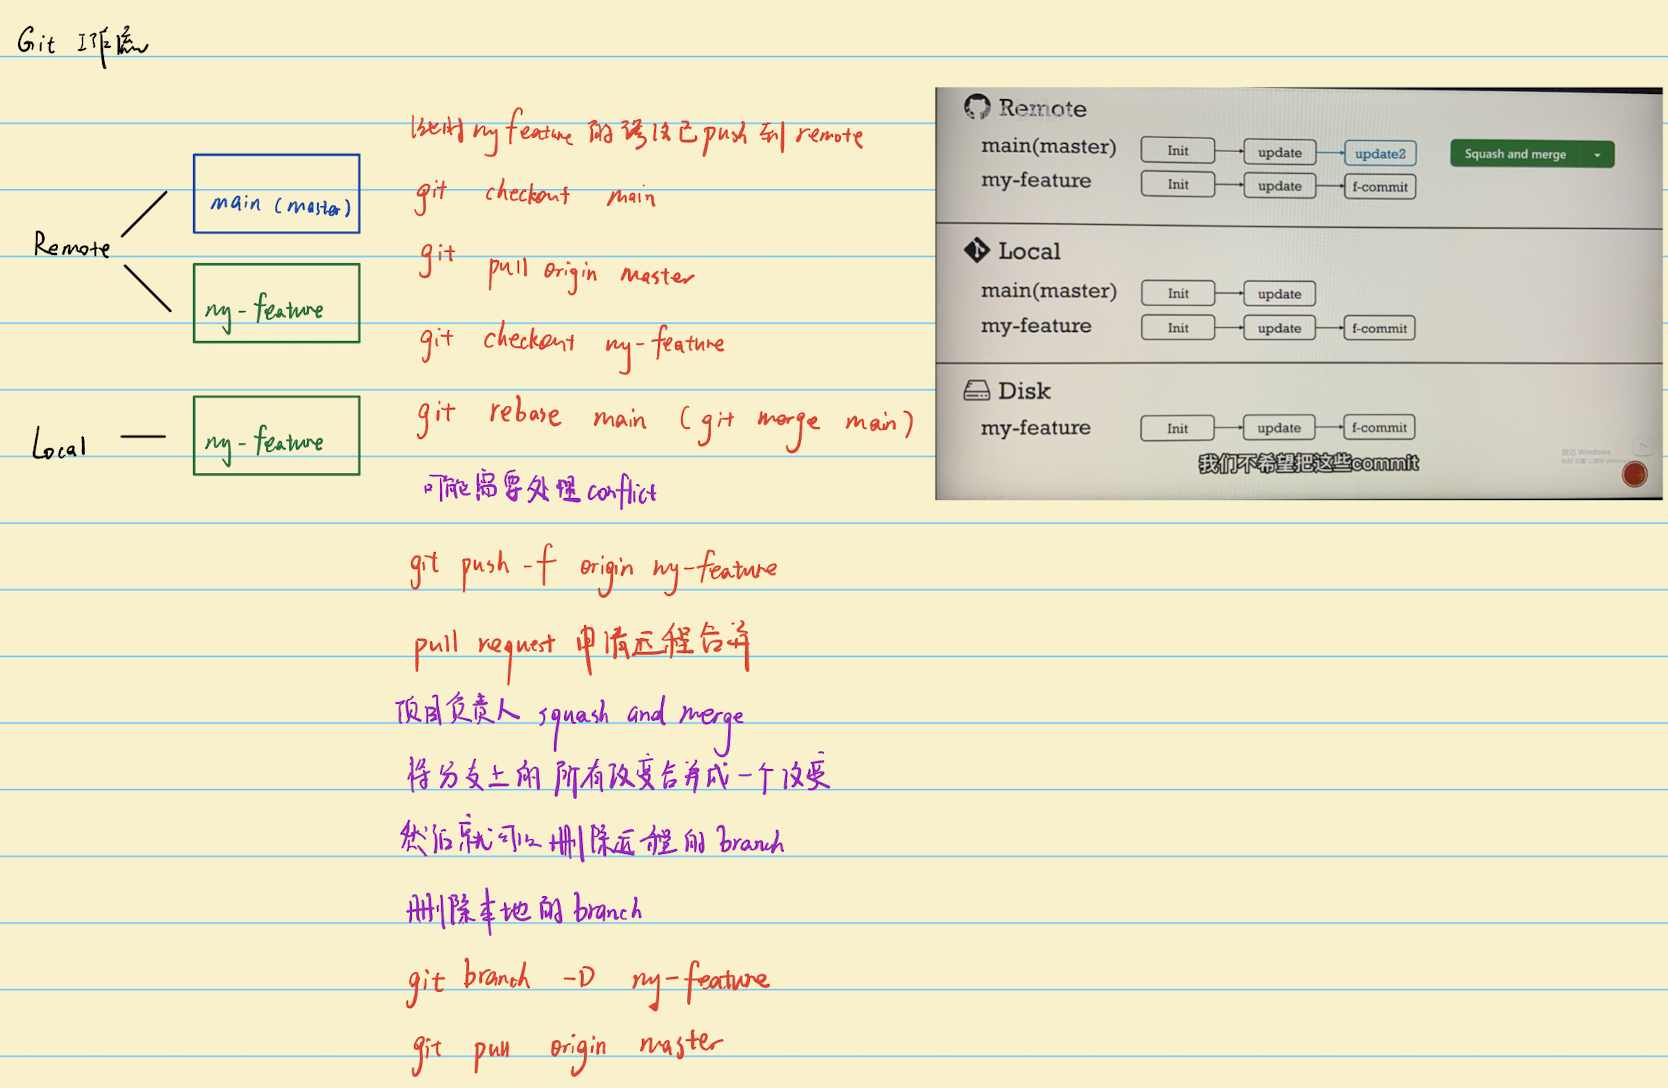 Git 工作流
Remote
main (master)
my-feature
Local
my-feature
此时 my feature 的修改已 push 到 remote
git checkout main
git pull origin master
git checkout my-feature
git rebase main (git merge main)
可能需要处理 conflict
git push -f origin my-feature
pull request 申请远程合并
项目负责人 squash and merge
将分支上的所有改变合并成一个改变
然后就可以删除远程的 branch
删除本地的 branch
git branch -D my-feature
git pull origin master
Remote
main(master) Init update update2 Squash and merge
my-feature Init update f-commit
Local
main(master) Init update
my-feature Init update f-commit
Disk
my-feature Init update f-commit
我们不希望把这些commit
激活 Windows